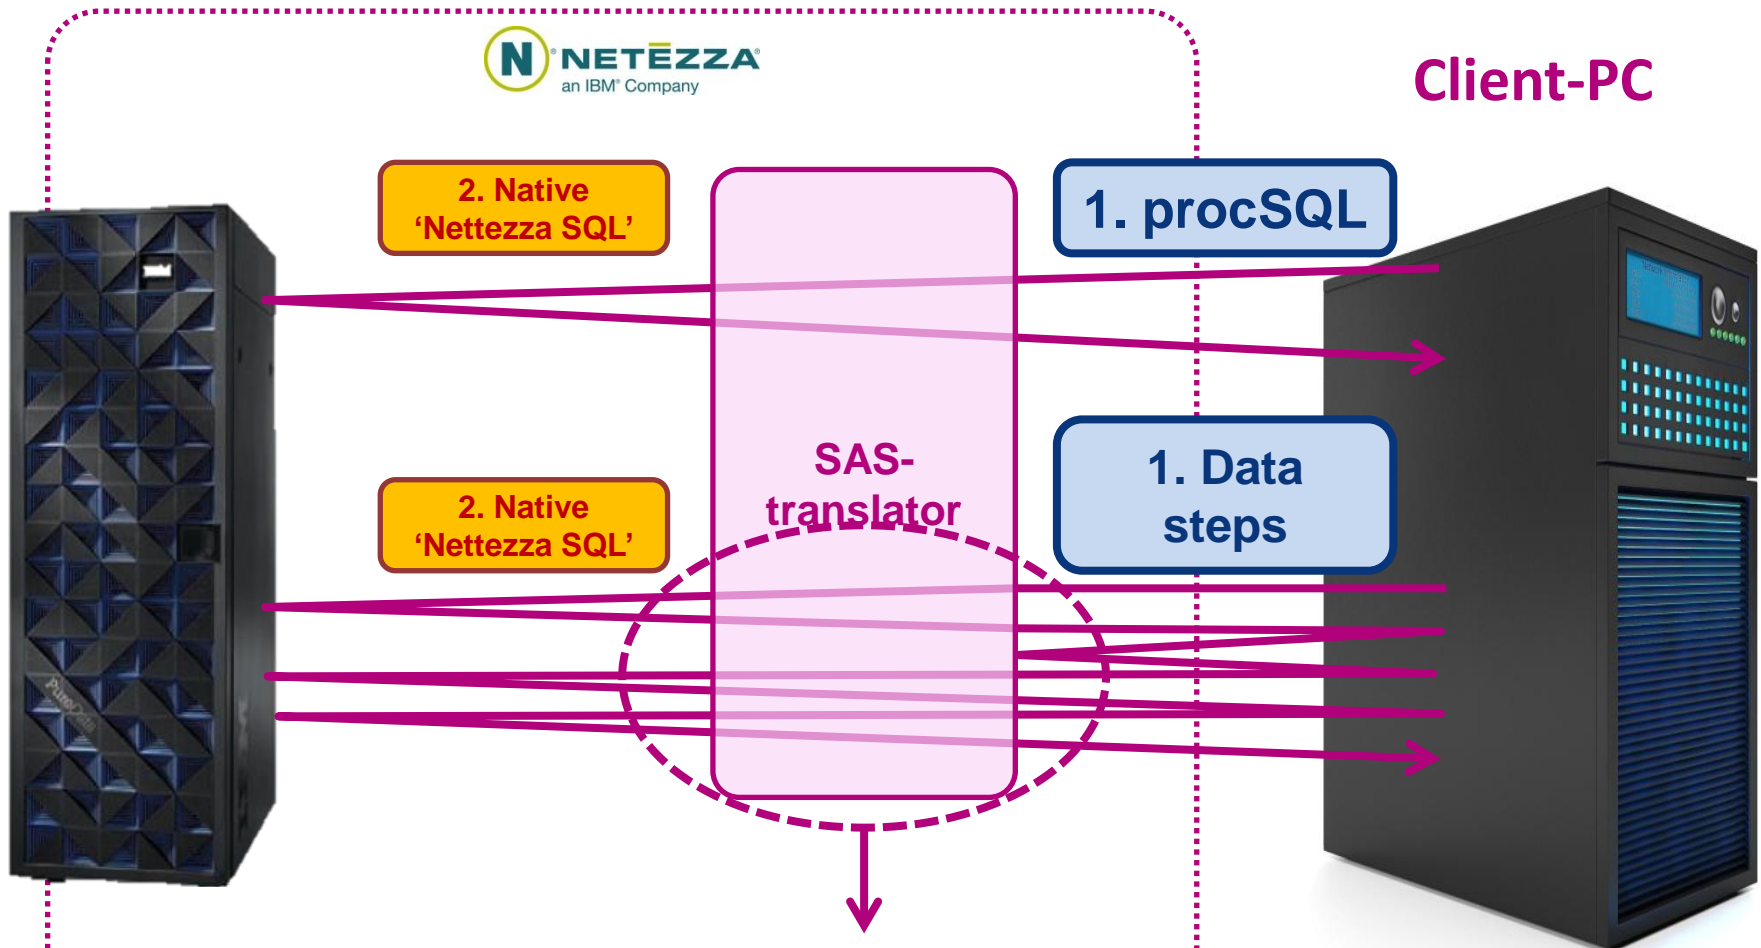 N NETEZZA
an IBM® Company
Client-PC
2. Native
‘Nettezza SQL’
1. procSQL
SAS-
translator
2. Native
‘Nettezza SQL’
1. Data
steps
PureData